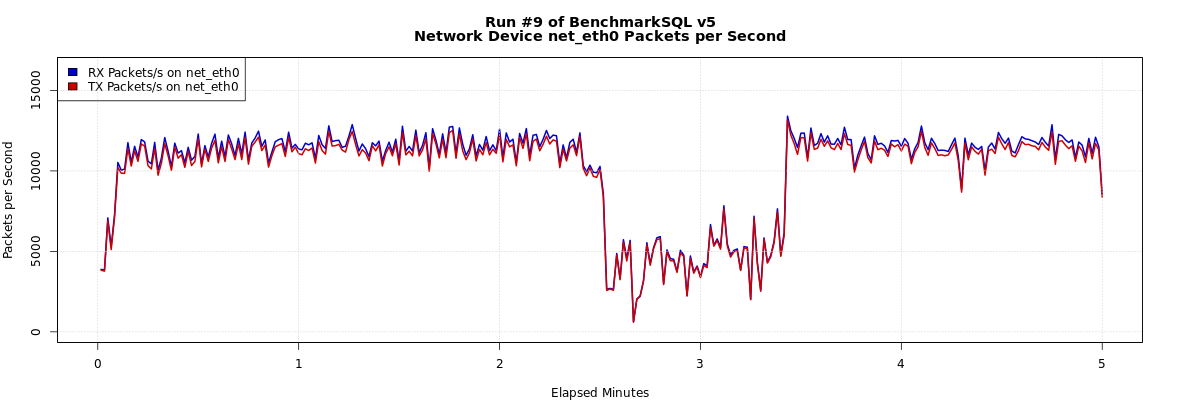 Run #9 of BenchmarkSQL v5
Network Device net_eth0 Packets per Second
RX Packets/s on net_eth0
TX Packets/s on net_eth0
Packets per Second
15000
10000
5000
0
0 1 2 3 4 5
Elapsed Minutes